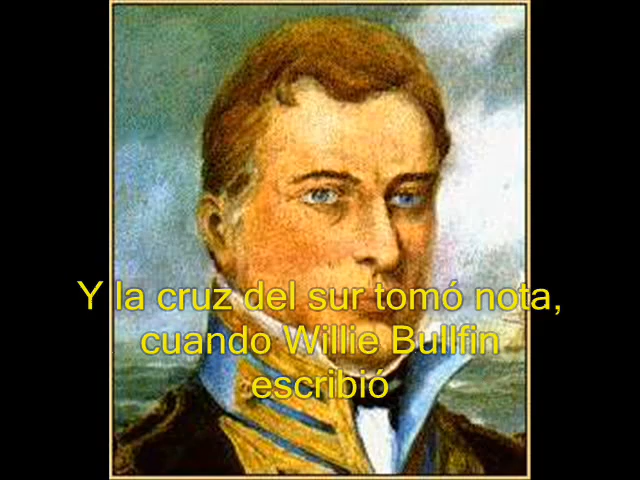 Y la cruz del sur tomó nota,
cuando Willie Bullfin
escribió